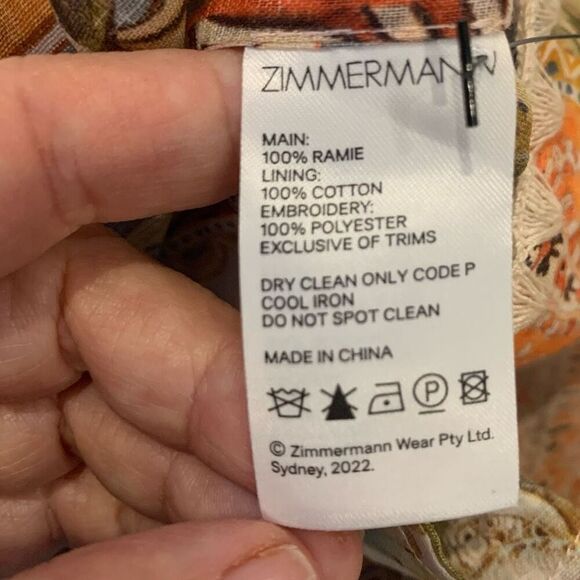 ZIMMERMANN
MAIN:
100% RAMIE
LINING:
100% COTTON
EMBROIDERY:
100% POLYESTER
EXCLUSIVE OF TRIMS
DRY CLEAN ONLY CODE P
COOL IRON
DO NOT SPOT CLEAN
MADE IN CHINA
P
© Zimmermann Wear Pty Ltd.
Sydney, 2022.